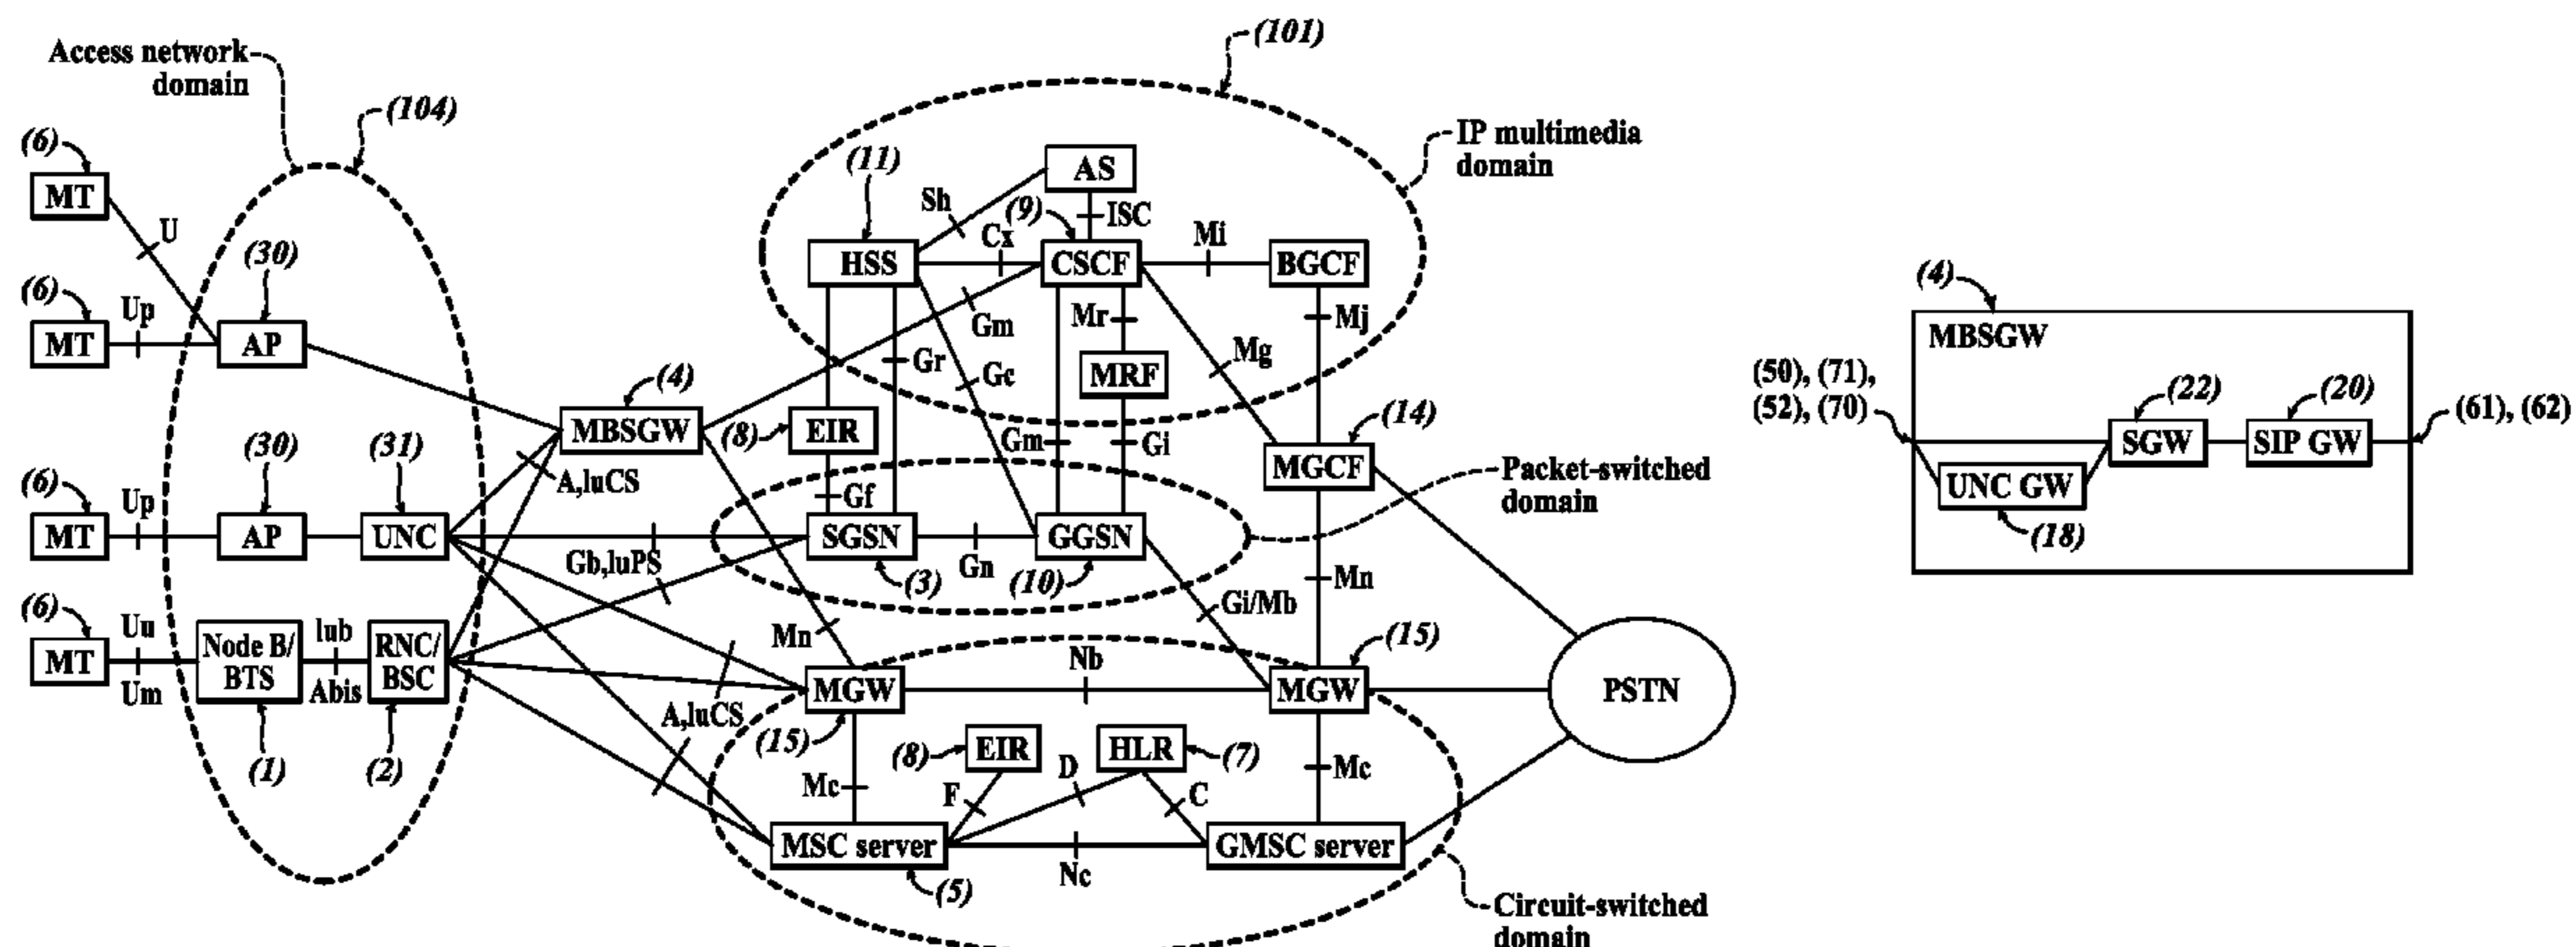 (101)
Access network
domain
(104)
IP multimedia
domain
(6)
MT
U
(11)
AS
Sh
(9)
ISC
Cx
Mi
HSS
CSCF
BGCF
(30)
(6)
Up
MT
AP
Gm
Mr
Mj
Gr
Gc
MRF
Mg
(4)
MBSGW
(8)
EIR
Gm
Gi
(14)
MGCF
(30)
(31)
A,luCS
(6)
Up
MT
AP
UNC
Gf
SGSN
GGSN
Packet-switched
domain
Gb,luPS
(3)
Gn
(10)
Mn
Gi/Mb
(6)
Uu
MT
Um
Node B/
BTS
lub
Abis
RNC/
BSC
Mn
(15)
Nb
MGW
MGW
PSTN
A,luCS
(15)
(1)
(2)
(8)
EIR
HLR
(7)
Mc
F
D
C
Mc
MSC server
GMSC server
Nc
(5)
Circuit-switched
domain
(4)
MBSGW
(50), (71),
(52), (70)
(22)
(20)
(61), (62)
SGW
SIP GW
UNC GW
(18)